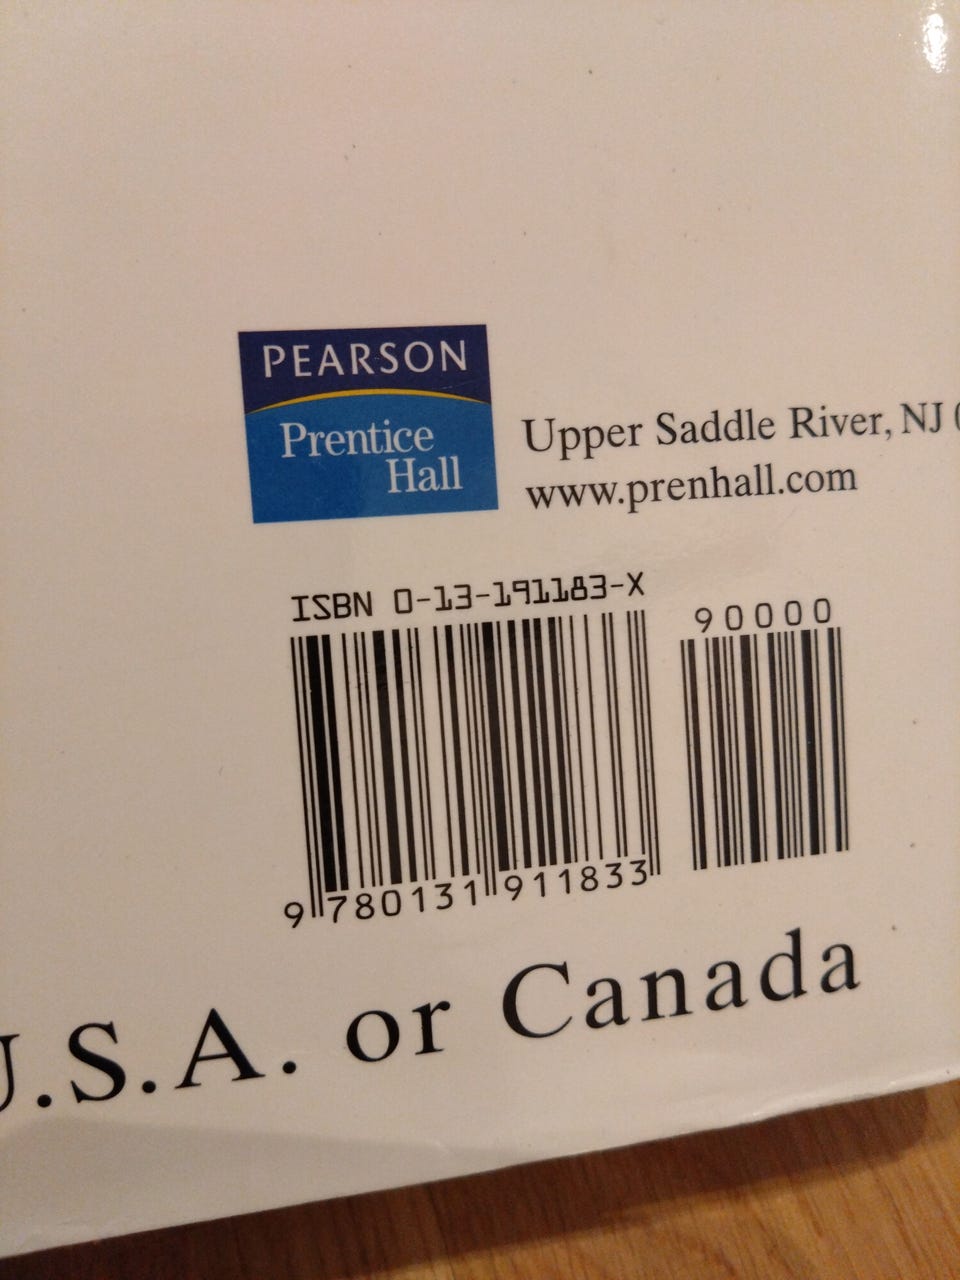 PEARSON
Prentice
Hall
Upper Saddle River, NJ
www.prenhall.com
ISBN 0-13-191183-X
90000
9 780131 911833
U.S.A. or Canada